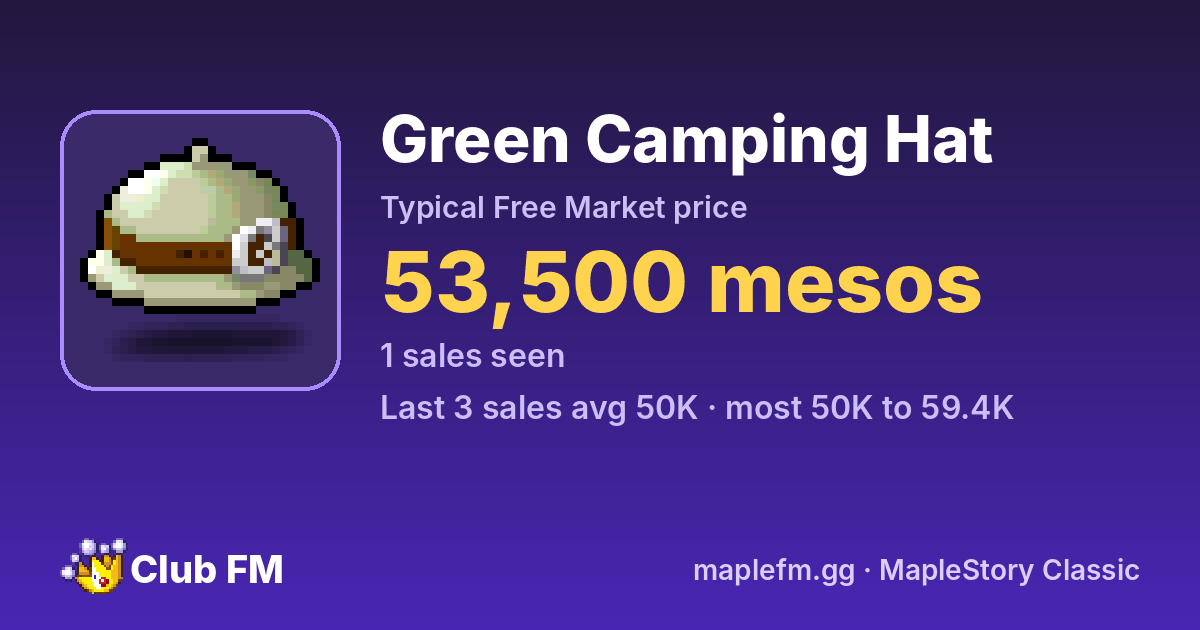 Green Camping Hat
Typical Free Market price
53,500 mesos
1 sales seen
Last 3 sales avg 50K · most 50K to 59.4K
Club FM
maplefm.gg · MapleStory Classic